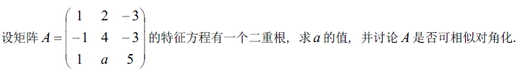 设矩阵 A = ( 1 2 −3
−1 4 −3
1 a 5 ) 的特征方程有一个二重根，求 a 的值，并讨论 A 是否可相似对角化.